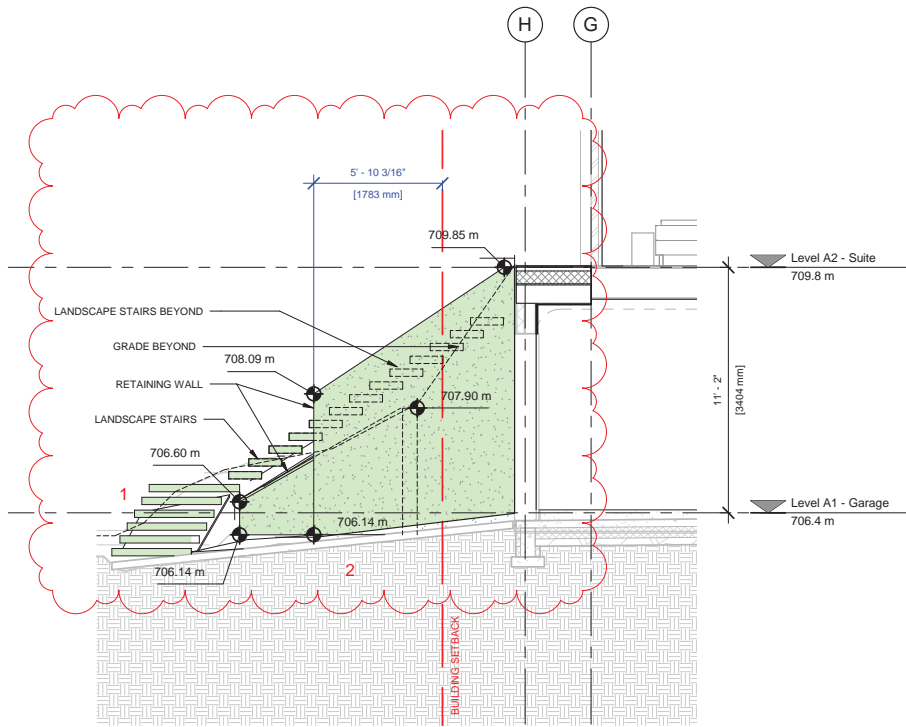 H
G
5' - 10 3/16"
[1783 mm]
709.85 m
Level A2 - Suite
709.8 m
LANDSCAPE STAIRS BEYOND
GRADE BEYOND
708.09 m
RETAINING WALL
707.90 m
LANDSCAPE STAIRS
11' - 2"
[3404 mm]
706.60 m
1
Level A1 - Garage
706.4 m
706.14 m
706.14 m
2
BUILDING SETBACK